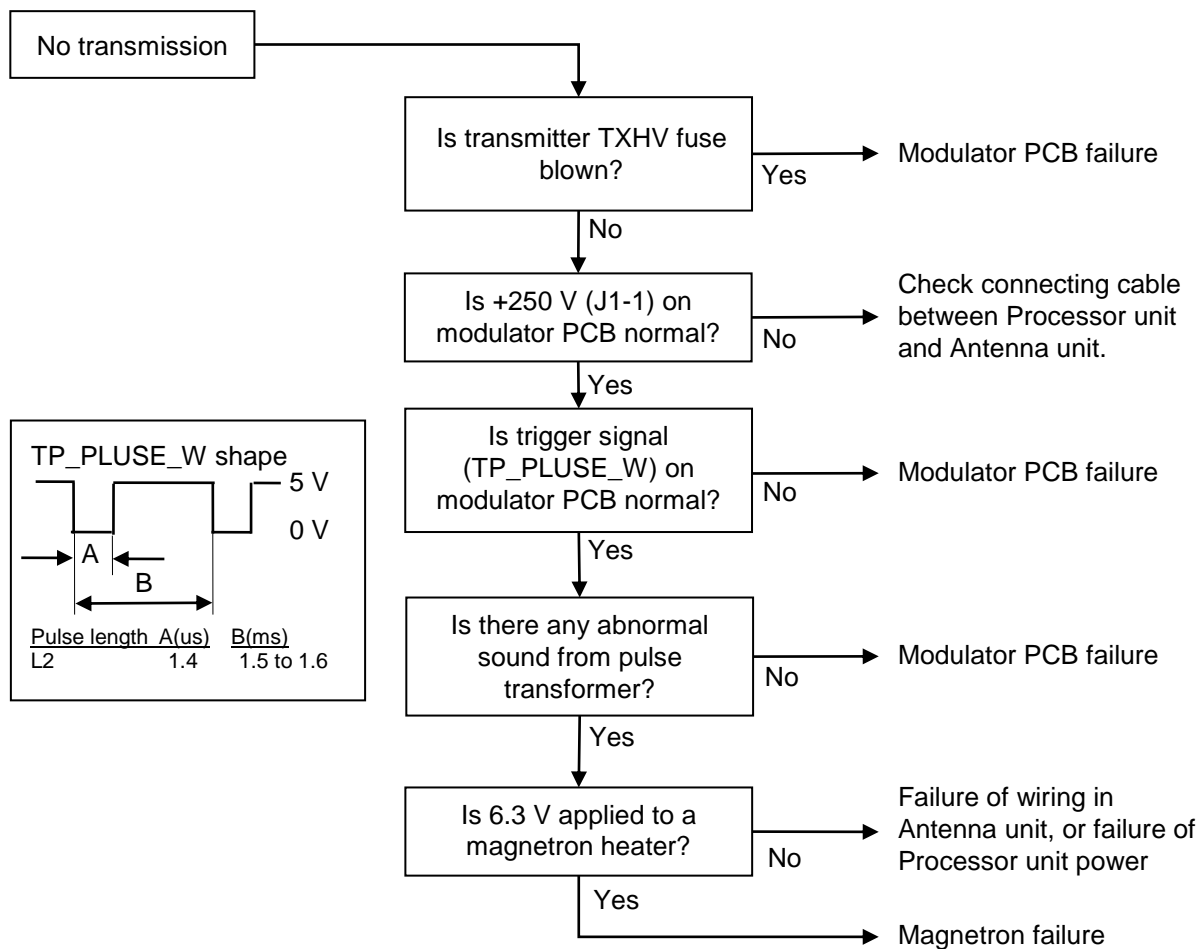 No transmission
Is transmitter TXHV fuse
blown?
Yes
Modulator PCB failure
No
Is +250 V (J1-1) on
modulator PCB normal?
No
Check connecting cable
between Processor unit
and Antenna unit.
Yes
Is trigger signal
(TP_PLUSE_W) on
modulator PCB normal?
No
Modulator PCB failure
Yes
TP_PLUSE_W shape
5 V
0 V
A
B
Pulse length A(us) B(ms)
L2 1.4 1.5 to 1.6
Is there any abnormal
sound from pulse
transformer?
No
Modulator PCB failure
Yes
Is 6.3 V applied to a
magnetron heater?
No
Failure of wiring in
Antenna unit, or failure of
Processor unit power
Yes
Magnetron failure